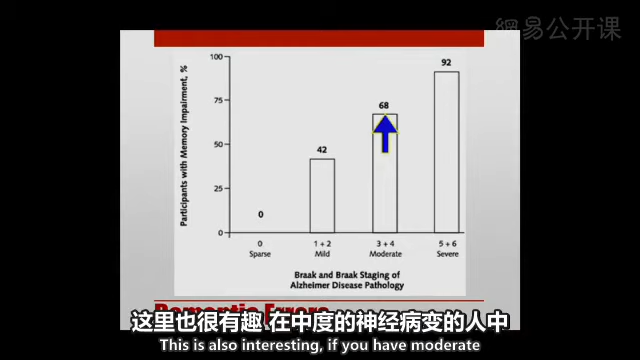 網易公开课
100
92
75
68
50
42
25
0
0
Participants with Memory Impairment, %
0 1 + 2 3 + 4 5 + 6
Sparse Mild Moderate Severe
Braak and Braak Staging of
Alzheimer Disease Pathology
这里也很有趣 在中度的神经病变的人中
This is also interesting, if you have moderate